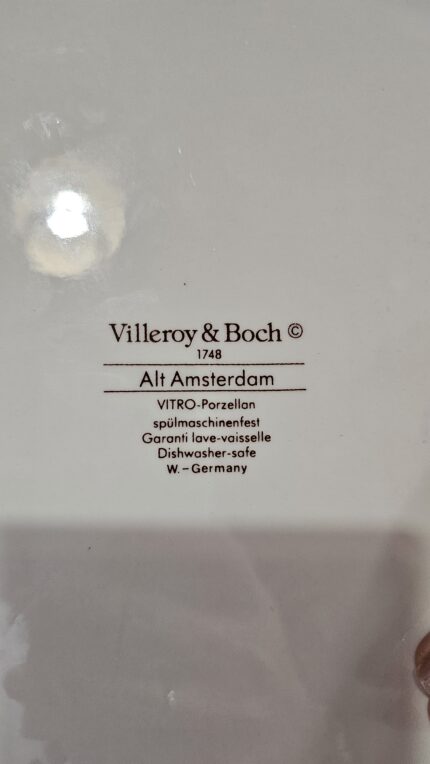 Villeroy & Boch ©
1748
Alt Amsterdam
VITRO-Porzellan
spülmaschinenfest
Garanti lave-vaisselle
Dishwasher-safe
W.-Germany